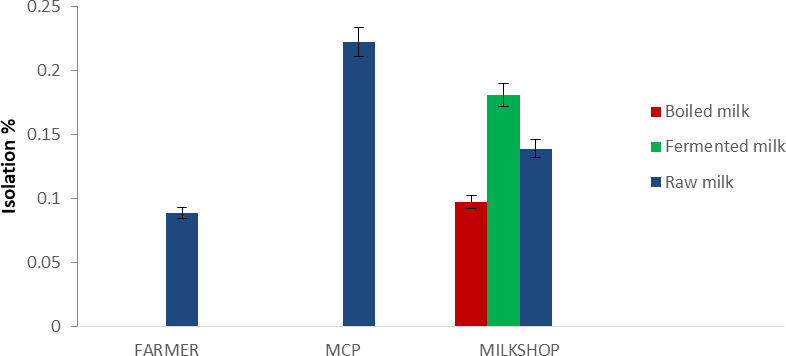 0.25
0.2
0.15
0.1
0.05
0
Isolation %
FARMER
MCP
MILKSHOP
Boiled milk
Fermented milk
Raw milk